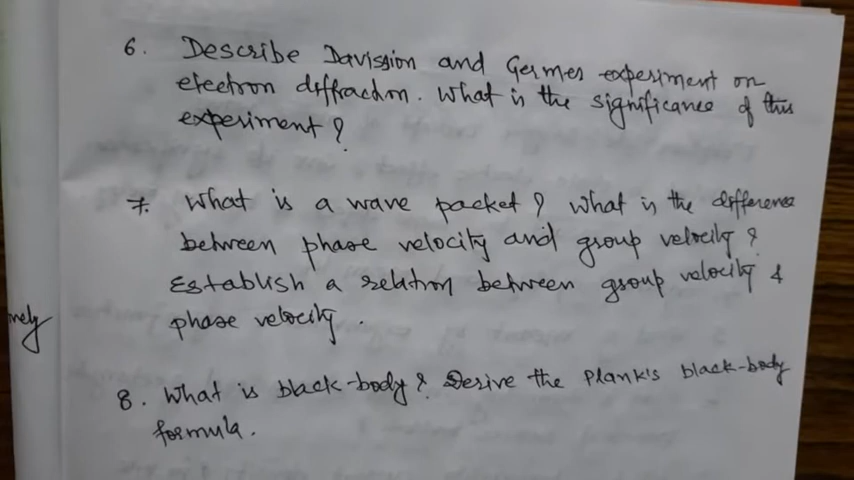 6. Describe Davission and Germer experiment on
electron diffraction. What is the significance of this
experiment?
7. What is a wave packet? What is the difference
between phase velocity and group velocity?
Establish a relation between group velocity &
phase velocity.
8. What is black-body? Derive the Plank's black-body
formula.